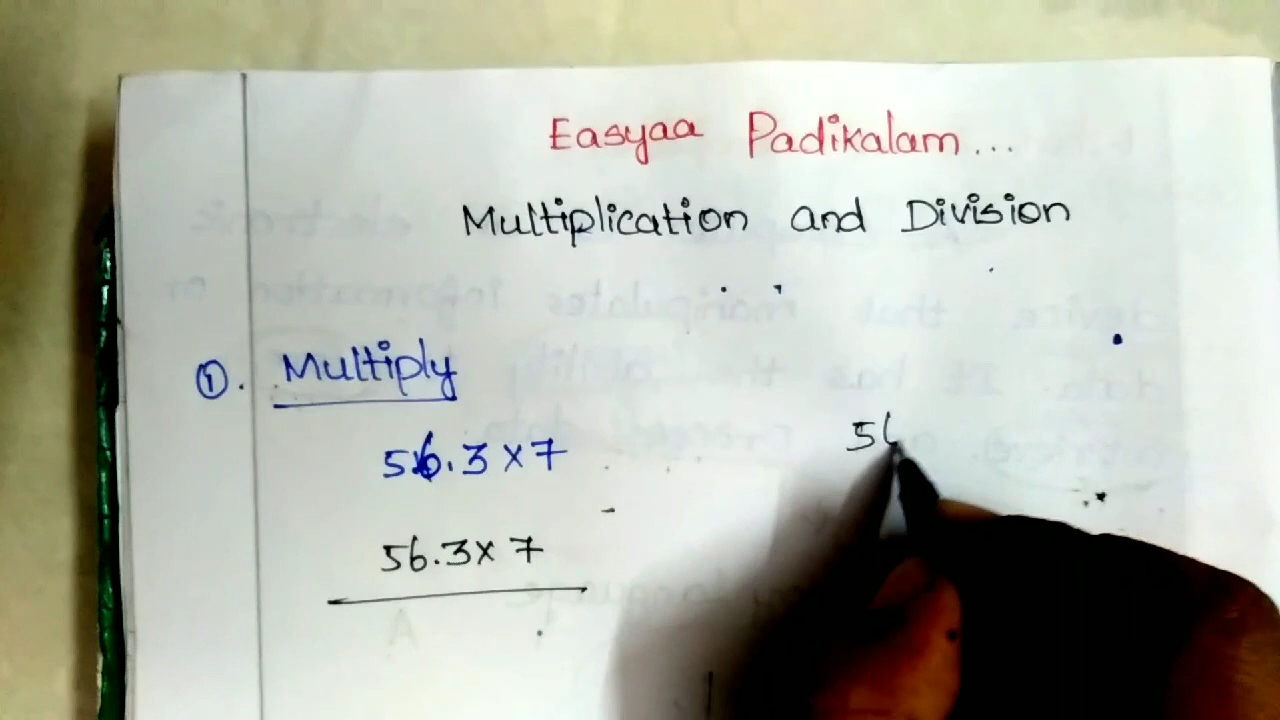 Easyaa Padikalam...
Multiplication and Division
①. Multiply
56.3 × 7
56.3 × 7
56